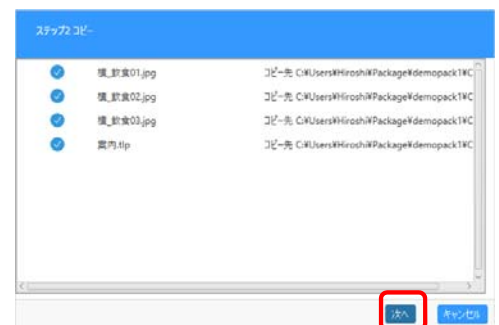 ステップ2 コピー
横_飲食01.jpg コピー先 C:¥Users¥Hiroshi¥Package¥demopack1¥C
横_飲食02.jpg コピー先 C:¥Users¥Hiroshi¥Package¥demopack1¥C
横_飲食03.jpg コピー先 C:¥Users¥Hiroshi¥Package¥demopack1¥C
案内.tlp コピー先 C:¥Users¥Hiroshi¥Package¥demopack1¥C
次へ キャンセル